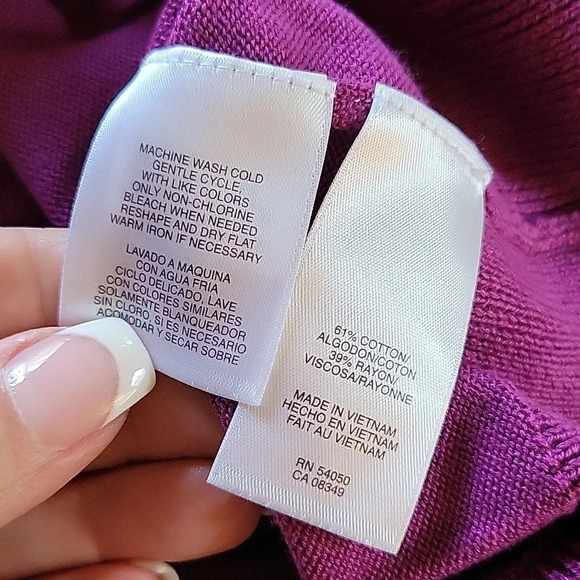 MACHINE WASH COLD
GENTLE CYCLE,
WITH LIKE COLORS
ONLY NON-CHLORINE
BLEACH WHEN NEEDED
RESHAPE AND DRY FLAT
WARM IRON IF NECESSARY
LAVADO A MAQUINA
CON AGUA FRIA
CICLO DELICADO, LAVE
CON COLORES SIMILARES
SOLAMENTE BLANQUEADOR
SIN CLORO, SI ES NECESARIO
ACOMODAR Y SECAR SOBRE
61% COTTON/
ALGODON/COTON
39% RAYON/
VISCOSA/RAYONNE
MADE IN VIETNAM
HECHO EN VIETNAM
FAIT AU VIETNAM
RN 54050
CA 08349